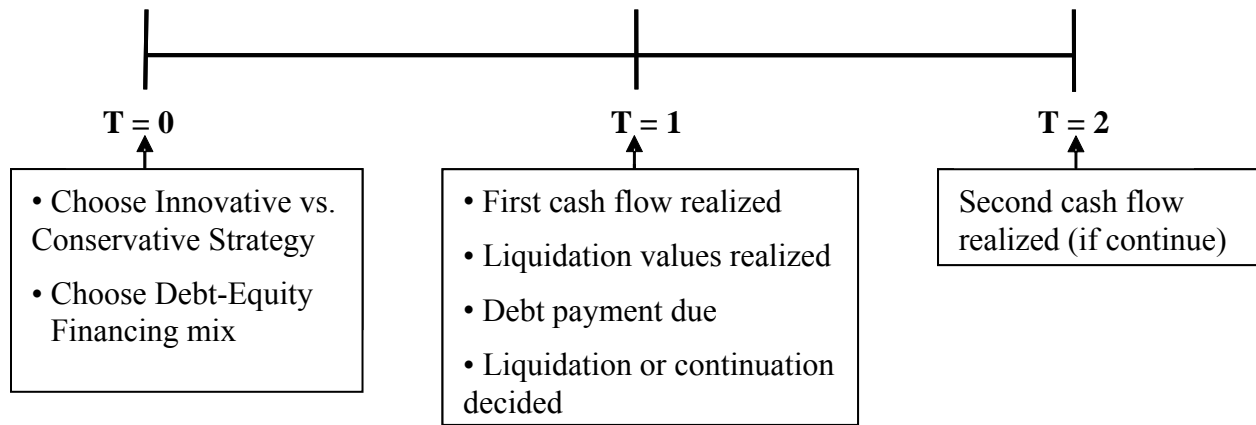 T = 0
T = 1
T = 2
• Choose Innovative vs.
Conservative Strategy
• Choose Debt-Equity
Financing mix
• First cash flow realized
• Liquidation values realized
• Debt payment due
• Liquidation or continuation
decided
Second cash flow
realized (if continue)